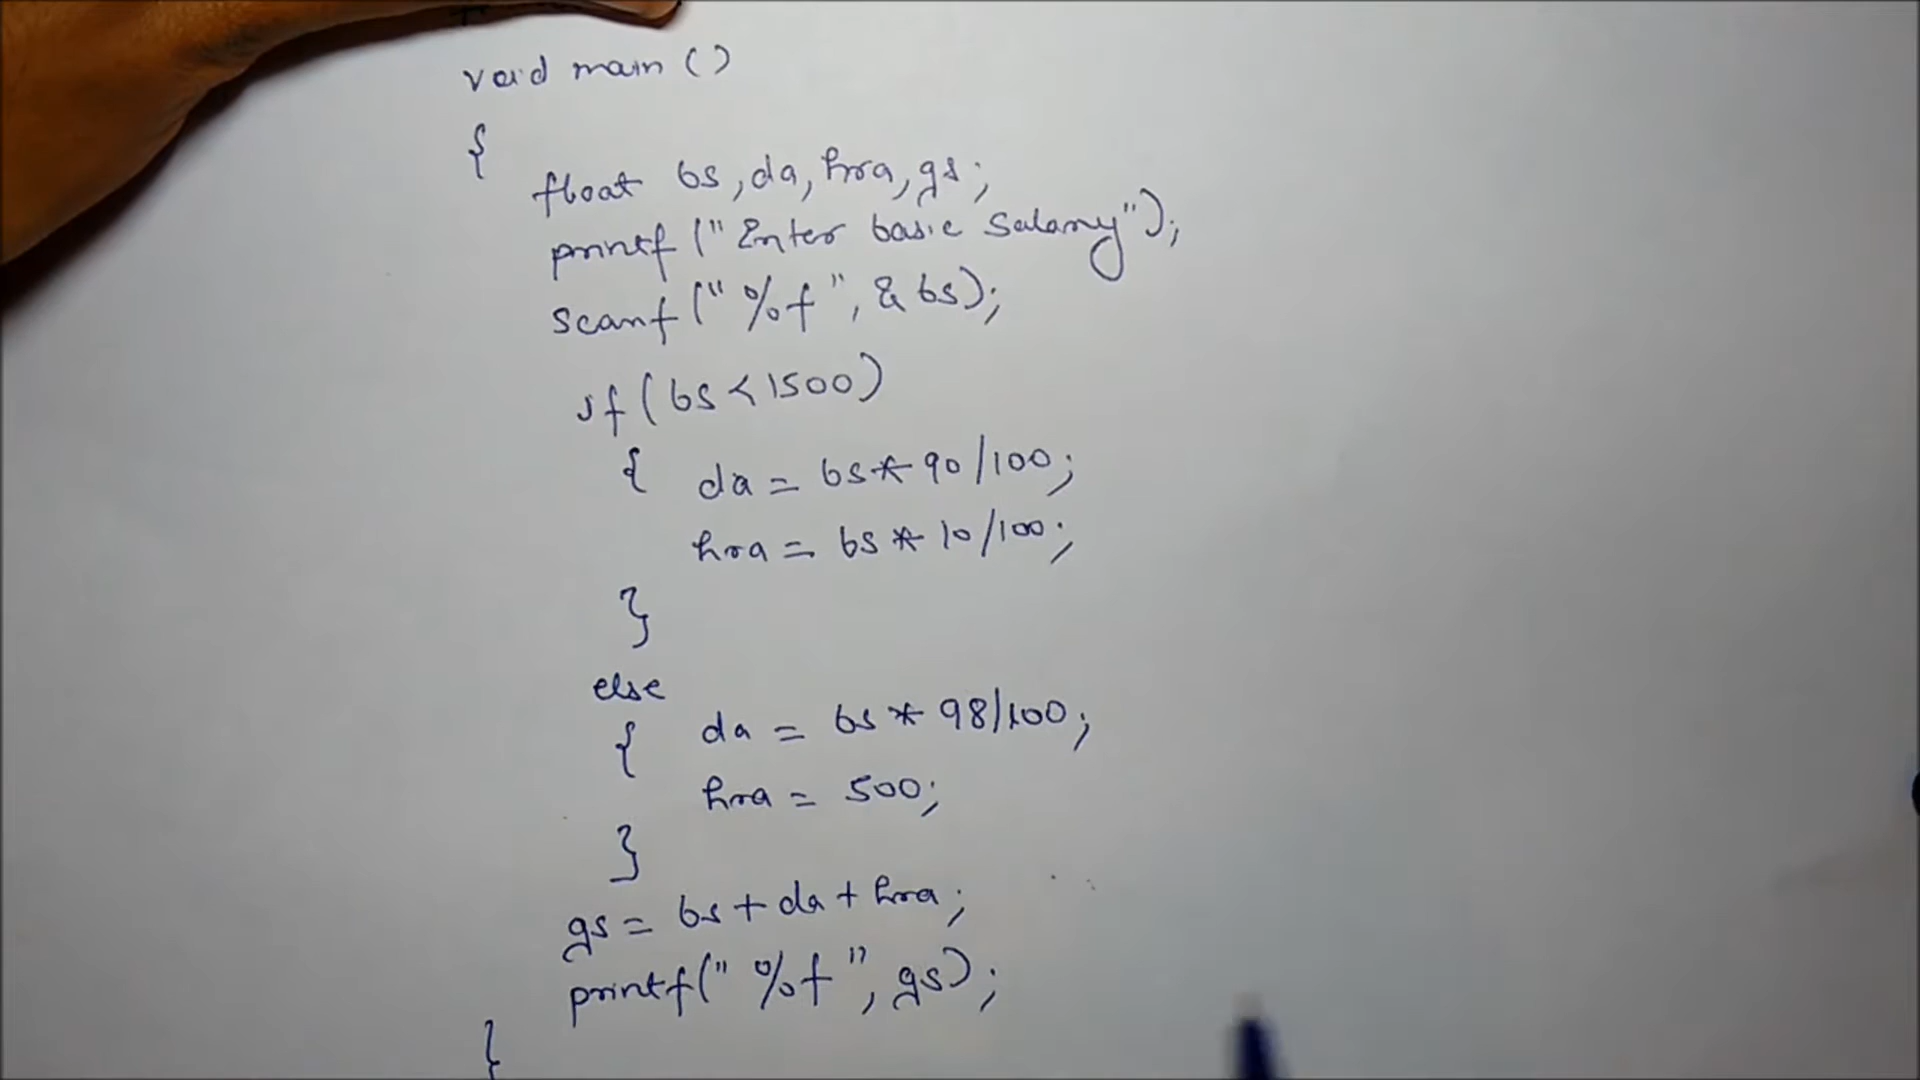 void main ()
{
float bs, da, hra, gs;
printf ("Enter basic Salary");
scanf ("%f", & bs);
if (bs < 1500)
{ da = bs * 90/100;
hra = bs * 10/100;
}
else
{ da = bs * 98/100;
hra = 500;
}
gs = bs + da + hra;
printf (" %f ", gs);
}